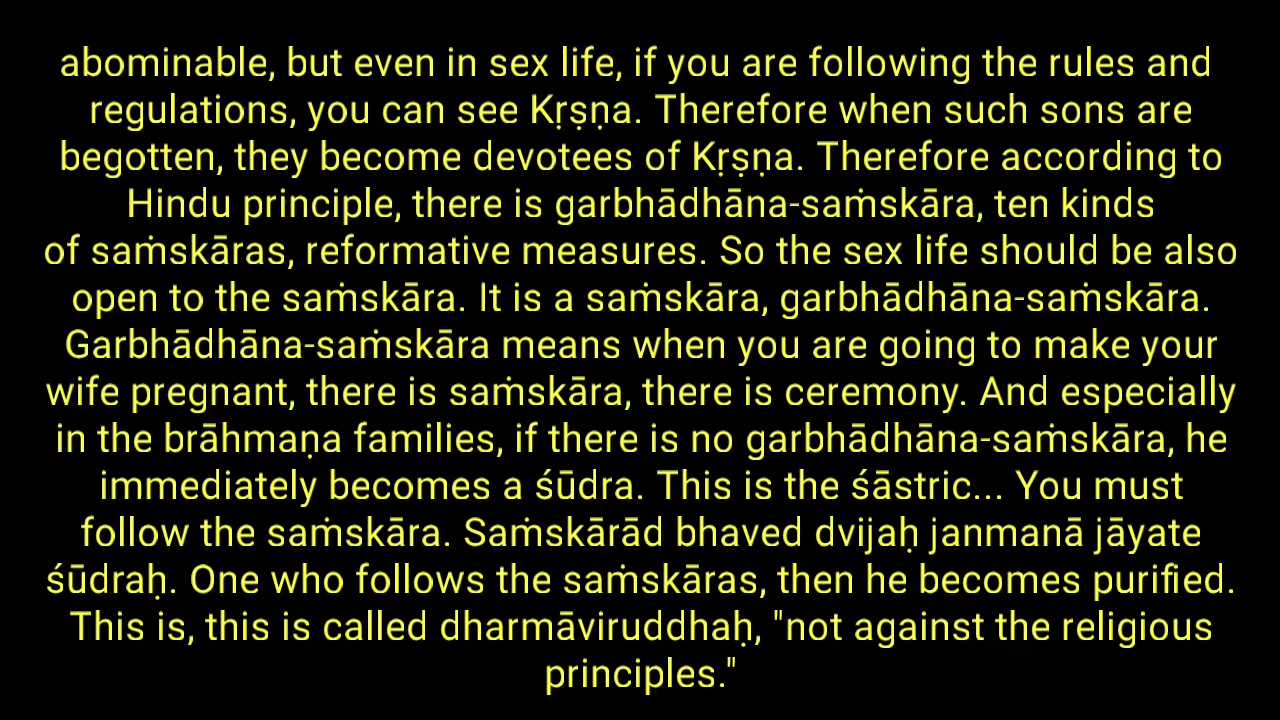 abominable, but even in sex life, if you are following the rules and
regulations, you can see Kṛṣṇa. Therefore when such sons are
begotten, they become devotees of Kṛṣṇa. Therefore according to
Hindu principle, there is garbhādhāna-saṁskāra, ten kinds
of saṁskāras, reformative measures. So the sex life should be also
open to the saṁskāra. It is a saṁskāra, garbhādhāna-saṁskāra.
Garbhādhāna-saṁskāra means when you are going to make your
wife pregnant, there is saṁskāra, there is ceremony. And especially
in the brāhmaṇa families, if there is no garbhādhāna-saṁskāra, he
immediately becomes a śūdra. This is the śāstric... You must
follow the saṁskāra. Saṁskārād bhaved dvijaḥ janmanā jāyate
śūdraḥ. One who follows the saṁskāras, then he becomes purified.
This is, this is called dharmāviruddhaḥ, "not against the religious
principles."